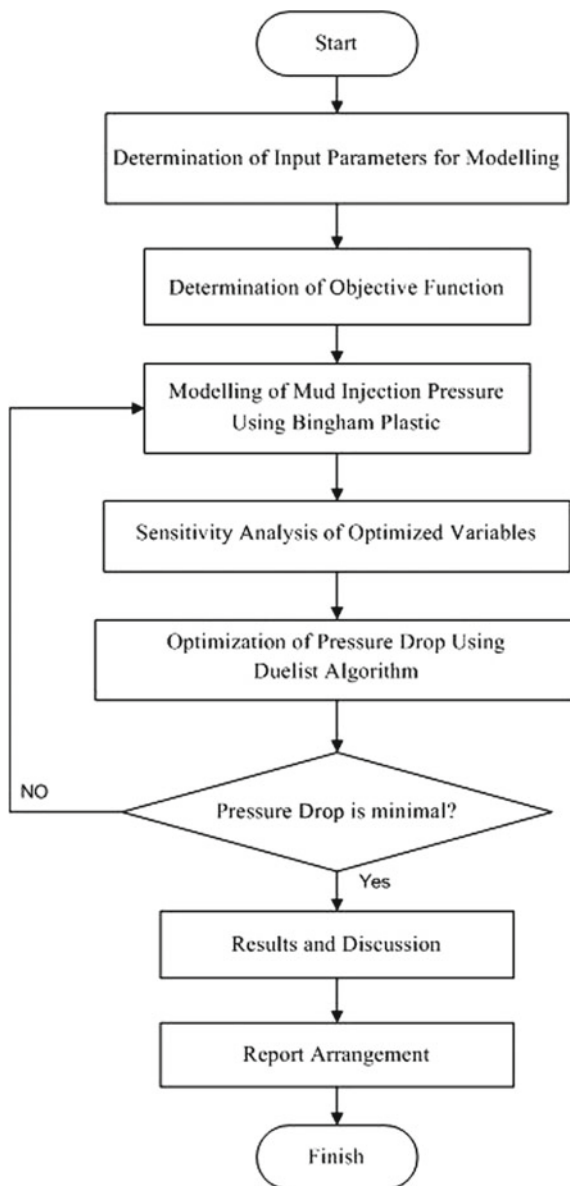 Start
Determination of Input Parameters for Modelling
Determination of Objective Function
Modelling of Mud Injection Pressure
Using Bingham Plastic
Sensitivity Analysis of Optimized Variables
Optimization of Pressure Drop Using
Duelist Algorithm
NO
Pressure Drop is minimal?
Yes
Results and Discussion
Report Arrangement
Finish